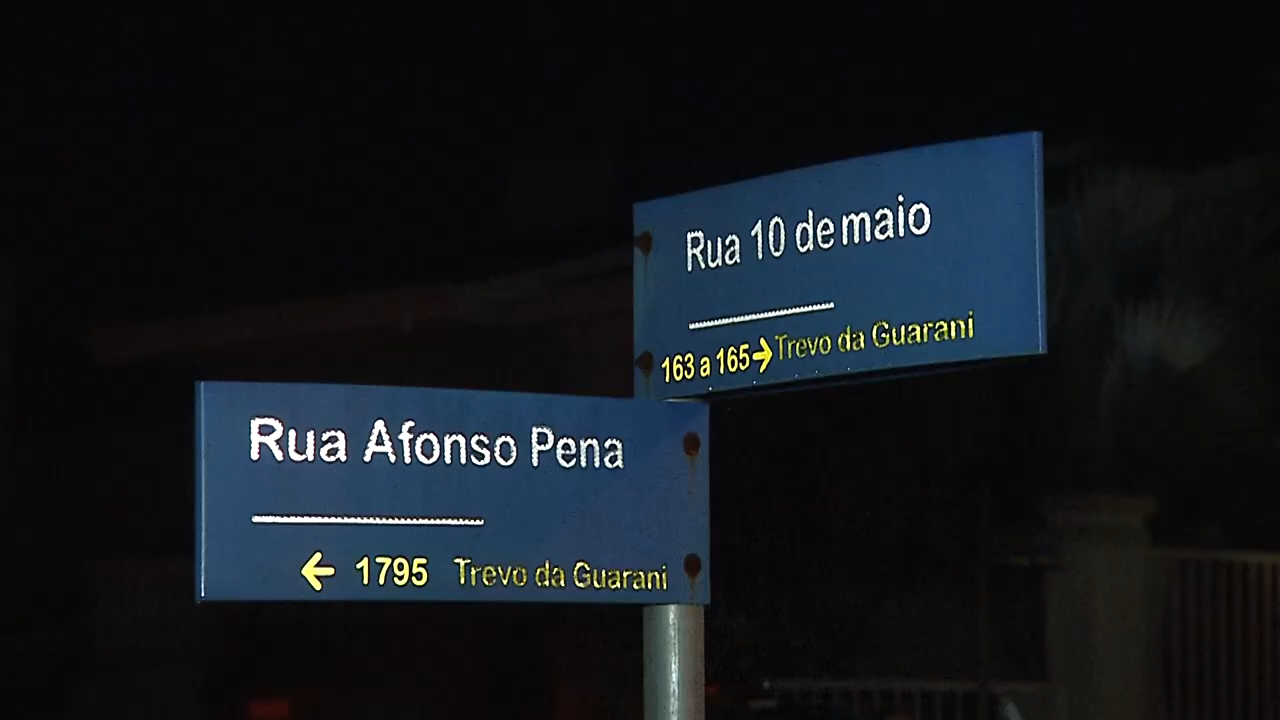 Rua 10 de maio
163 a 165 → Trevo da Guarani
Rua Afonso Pena
← 1795 Trevo da Guarani